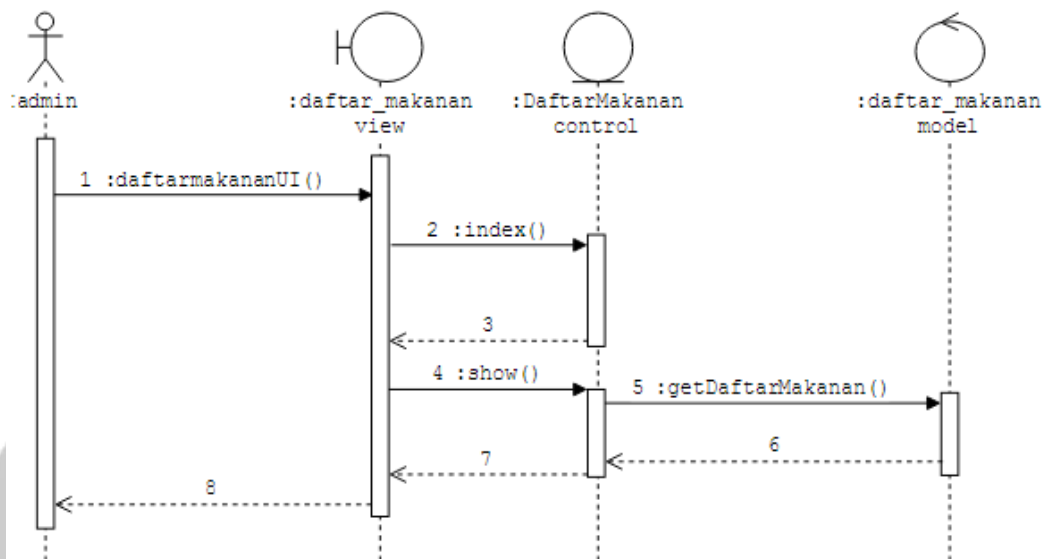 :admin
:daftar_makanan
view
:DaftarMakanan
control
:daftar_makanan
model
1 :daftarmakananUI()
2 :index()
3
4 :show()
5 :getDaftarMakanan()
6
7
8